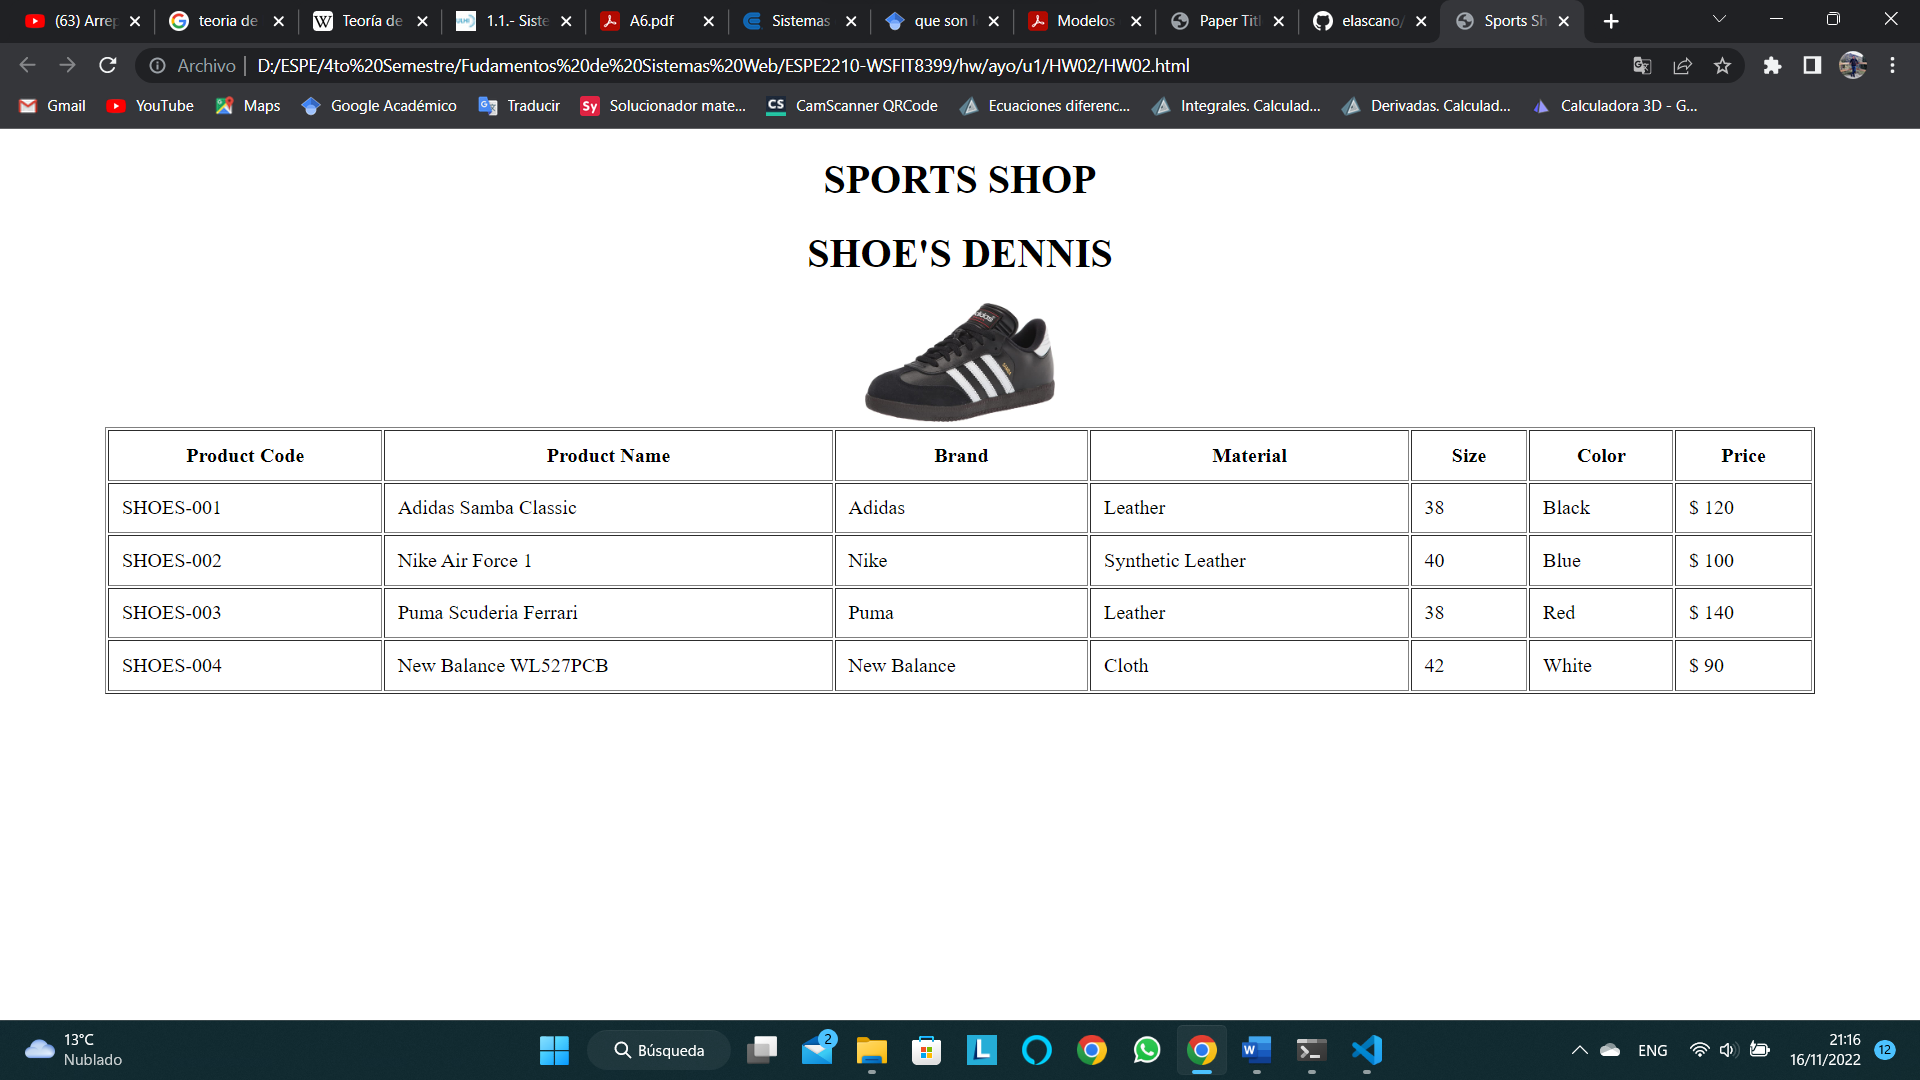 (63) Arrep
teoria de
Teoría de
1.1.- Siste
A6.pdf
Sistemas
que son l
Modelos
Paper Titl
elascano/
Sports Sh
Archivo
D:/ESPE/4to%20Semestre/Fudamentos%20de%20Sistemas%20Web/ESPE2210-WSFIT8399/hw/ayo/u1/HW02/HW02.html
Gmail
YouTube
Maps
Google Académico
Traducir
Sy
Solucionador mate...
CS
CamScanner QRCode
Ecuaciones diferenc...
Integrales. Calculad...
Derivadas. Calculad...
Calculadora 3D - G...
SPORTS SHOP
SHOE'S DENNIS
adidas
Product Code Product Name Brand Material Size Color Price
SHOES-001 Adidas Samba Classic Adidas Leather 38 Black $ 120
SHOES-002 Nike Air Force 1 Nike Synthetic Leather 40 Blue $ 100
SHOES-003 Puma Scuderia Ferrari Puma Leather 38 Red $ 140
SHOES-004 New Balance WL527PCB New Balance Cloth 42 White $ 90
13°C
Nublado
Búsqueda
2
ENG
21:16
16/11/2022
12